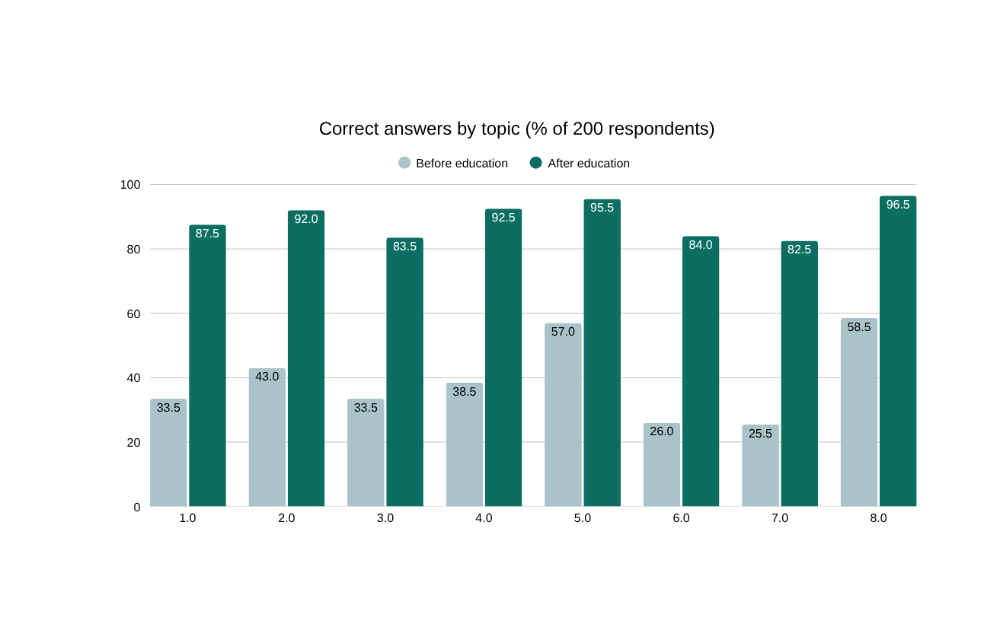 Correct answers by topic (% of 200 respondents)
Before education After education
100
80
60
40
20
0
33.5 87.5 43.0 92.0 33.5 83.5 38.5 92.5 57.0 95.5 26.0 84.0 25.5 82.5 58.5 96.5
1.0 2.0 3.0 4.0 5.0 6.0 7.0 8.0